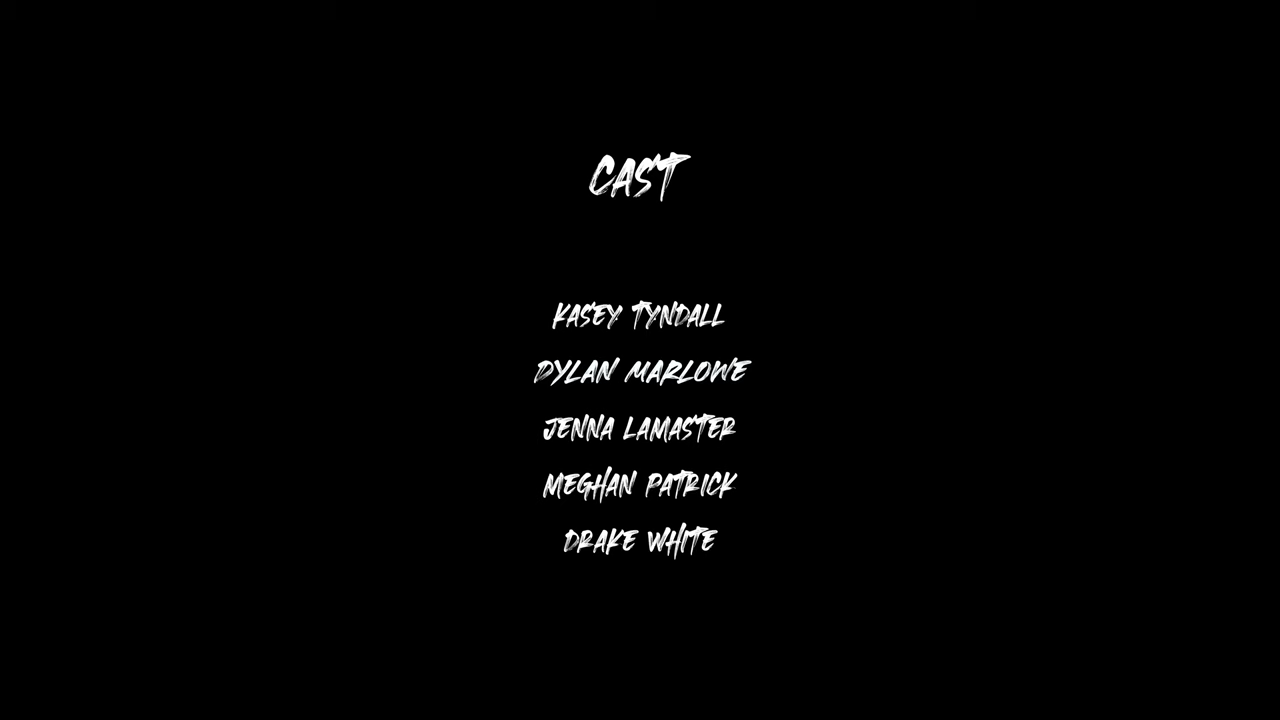 CAST
KASEY TYNDALL
DYLAN MARLOWE
JENNA LAMASTER
MEGHAN PATRICK
DRAKE WHITE